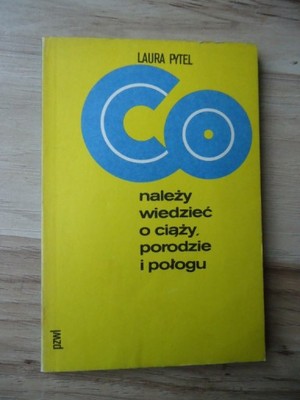 LAURA PYTEL
CO
należy
wiedzieć
o ciąży,
porodzie
i połogu
pzwl